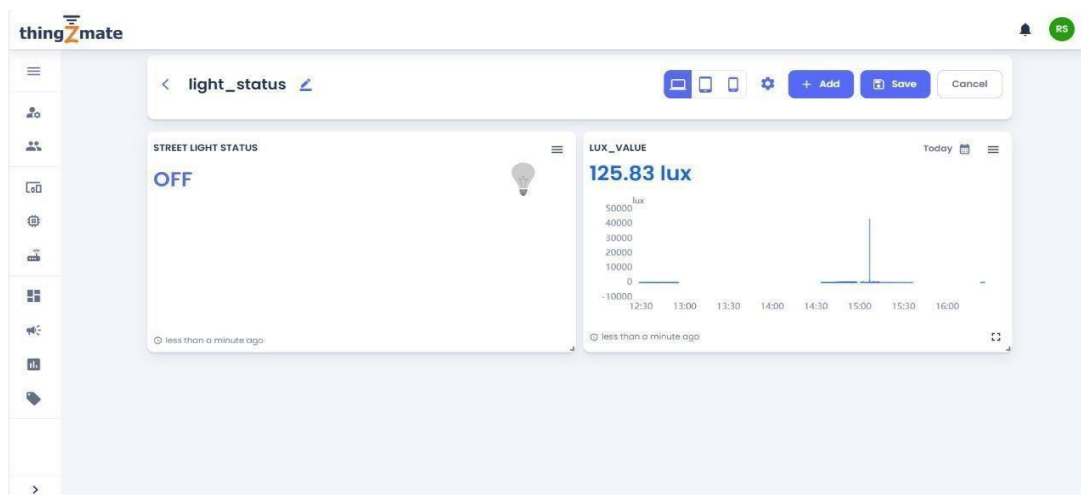 thingZmate
RS
light_status
+ Add
Save
Cancel
STREET LIGHT STATUS
OFF
less than a minute ago
LUX_VALUE
Today
125.83 lux
lux
50000
40000
30000
20000
10000
0
-10000
12:30 13:00 13:30 14:00 14:30 15:00 15:30 16:00
less than a minute ago